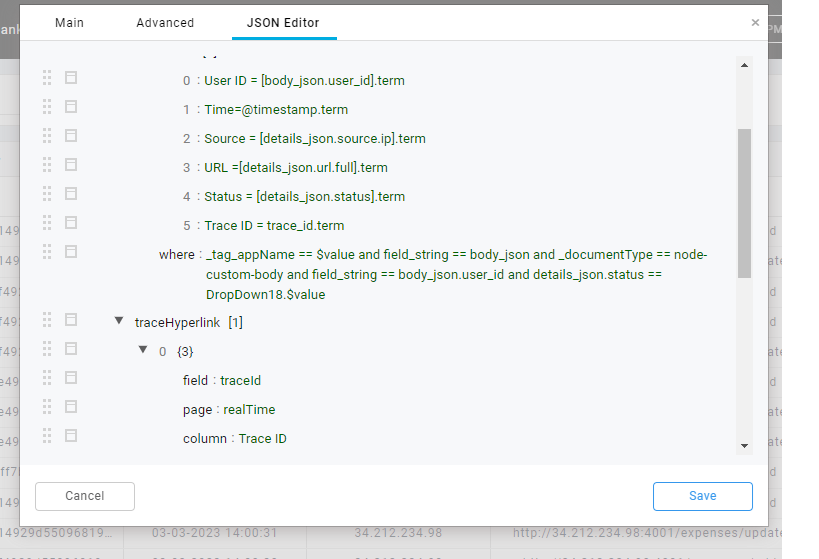 Main Advanced JSON Editor ×
0 : User ID = [body_json.user_id].term
1 : Time=@timestamp.term
2 : Source = [details_json.source.ip].term
3 : URL =[details_json.url.full].term
4 : Status = [details_json.status].term
5 : Trace ID = trace_id.term
where : _tag_appName == $value and field_string == body_json and _documentType == node-
custom-body and field_string == body_json.user_id and details_json.status ==
DropDown18.$value
traceHyperlink [1]
0 {3}
field : traceId
page : realTime
column : Trace ID
Cancel Save
14929d55096819... 03-03-2023 14:00:31 34.212.234.98 http://34.212.234.98:4001/expenses/update